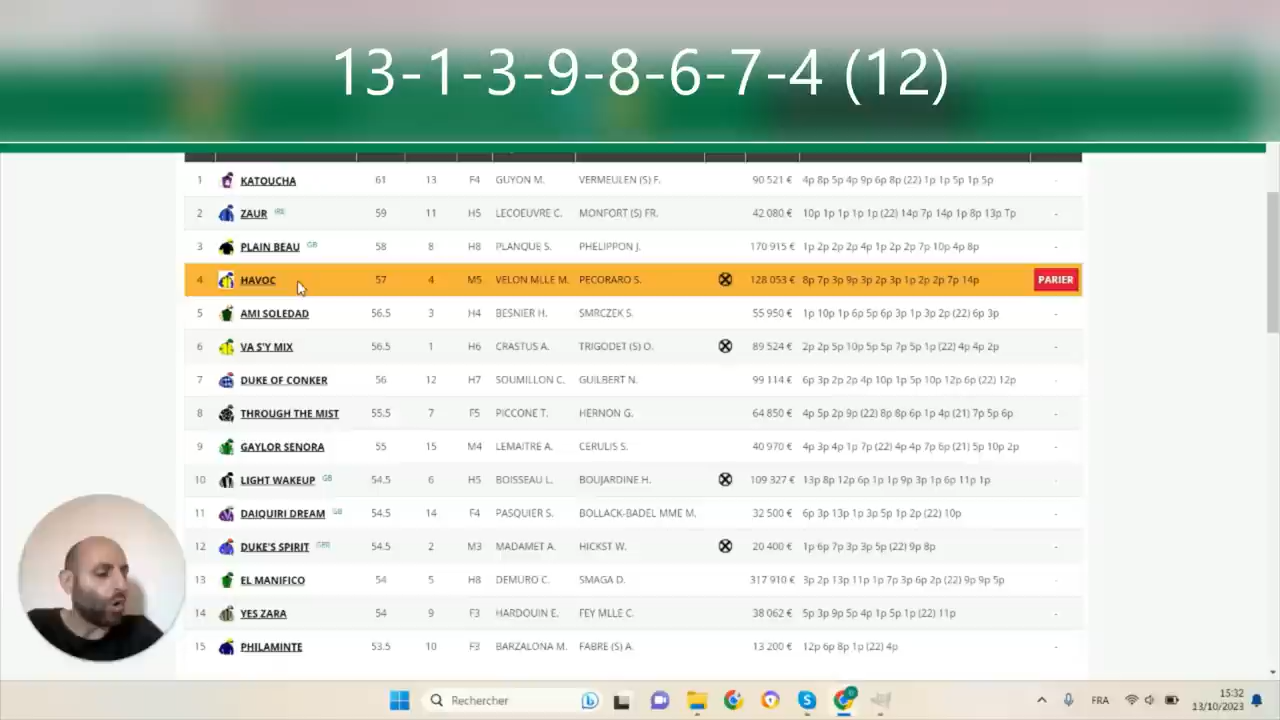 13-1-3-9-8-6-7-4 (12)
1 KATOUCHA 61 13 F4 GUYON M. VERMEULEN (S) F. 90 521 € 4p 8p 5p 4p 9p 6p 8p (22) 1p 1p 5p 1p 5p -
2 ZAUR 59 11 H5 LECOEUVRE C. MONFORT (S) FR. 42 080 € 10p 1p 1p 1p 1p (22) 14p 7p 14p 1p 8p 13p Tp -
3 PLAIN BEAU GB 58 8 H8 PLANQUE S. PHELIPPON J. 170 915 € 1p 2p 2p 2p 4p 1p 2p 2p 7p 10p 4p 8p -
4 HAVOC 57 4 M5 VELON MLLE M. PECORARO S. 128 053 € 8p 7p 3p 9p 3p 2p 3p 1p 2p 2p 7p 14p PARIER
5 AMI SOLEDAD 56.5 3 H4 BESNIER H. SMRCZEK S. 55 950 € 1p 10p 1p 6p 5p 6p 3p 1p 3p 2p (22) 6p 3p -
6 VA S'Y MIX 56.5 1 H6 CRASTUS A. TRIGODET (S) O. 89 524 € 2p 2p 5p 10p 5p 5p 7p 5p 1p (22) 4p 4p 2p -
7 DUKE OF CONKER 56 12 H7 SOUMILLON C. GUILBERT N. 99 114 € 6p 3p 2p 2p 4p 10p 1p 5p 10p 12p 6p (22) 12p -
8 THROUGH THE MIST 55.5 7 F5 PICCONE T. HERNON G. 64 850 € 4p 5p 2p 9p (22) 8p 8p 6p 1p 4p (21) 7p 5p 6p -
9 GAYLOR SENORA 55 15 M4 LEMAITRE A. CERULIS S. 40 970 € 4p 3p 4p 1p 7p (22) 4p 4p 7p 6p (21) 5p 10p 2p -
10 LIGHT WAKEUP GB 54.5 6 H5 BOISSEAU L. BOUJARDINE H. 109 327 € 13p 8p 12p 6p 1p 1p 9p 3p 1p 6p 11p 1p -
11 DAIQUIRI DREAM GB 54.5 14 F4 PASQUIER S. BOLLACK-BADEL MME M. 32 500 € 6p 3p 13p 1p 3p 5p 1p 2p (22) 10p -
12 DUKE'S SPIRIT 54.5 2 M3 MADAMET A. HICKST W. 20 400 € 1p 6p 7p 3p 3p 5p (22) 9p 8p -
13 EL MANIFICO 54 5 H8 DEMURO C. SMAGA D. 317 910 € 3p 2p 13p 11p 1p 7p 3p 6p 2p (22) 9p 9p 5p -
14 YES ZARA 54 9 F3 HARDOUIN E. FEY MLLE C. 38 062 € 5p 3p 9p 5p 4p 1p 5p 1p (22) 11p -
15 PHILAMINTE 53.5 10 F3 BARZALONA M. FABRE (S) A. 13 200 € 12p 6p 8p 1p (22) 4p -
Rechercher FRA 15:32
13/10/2023